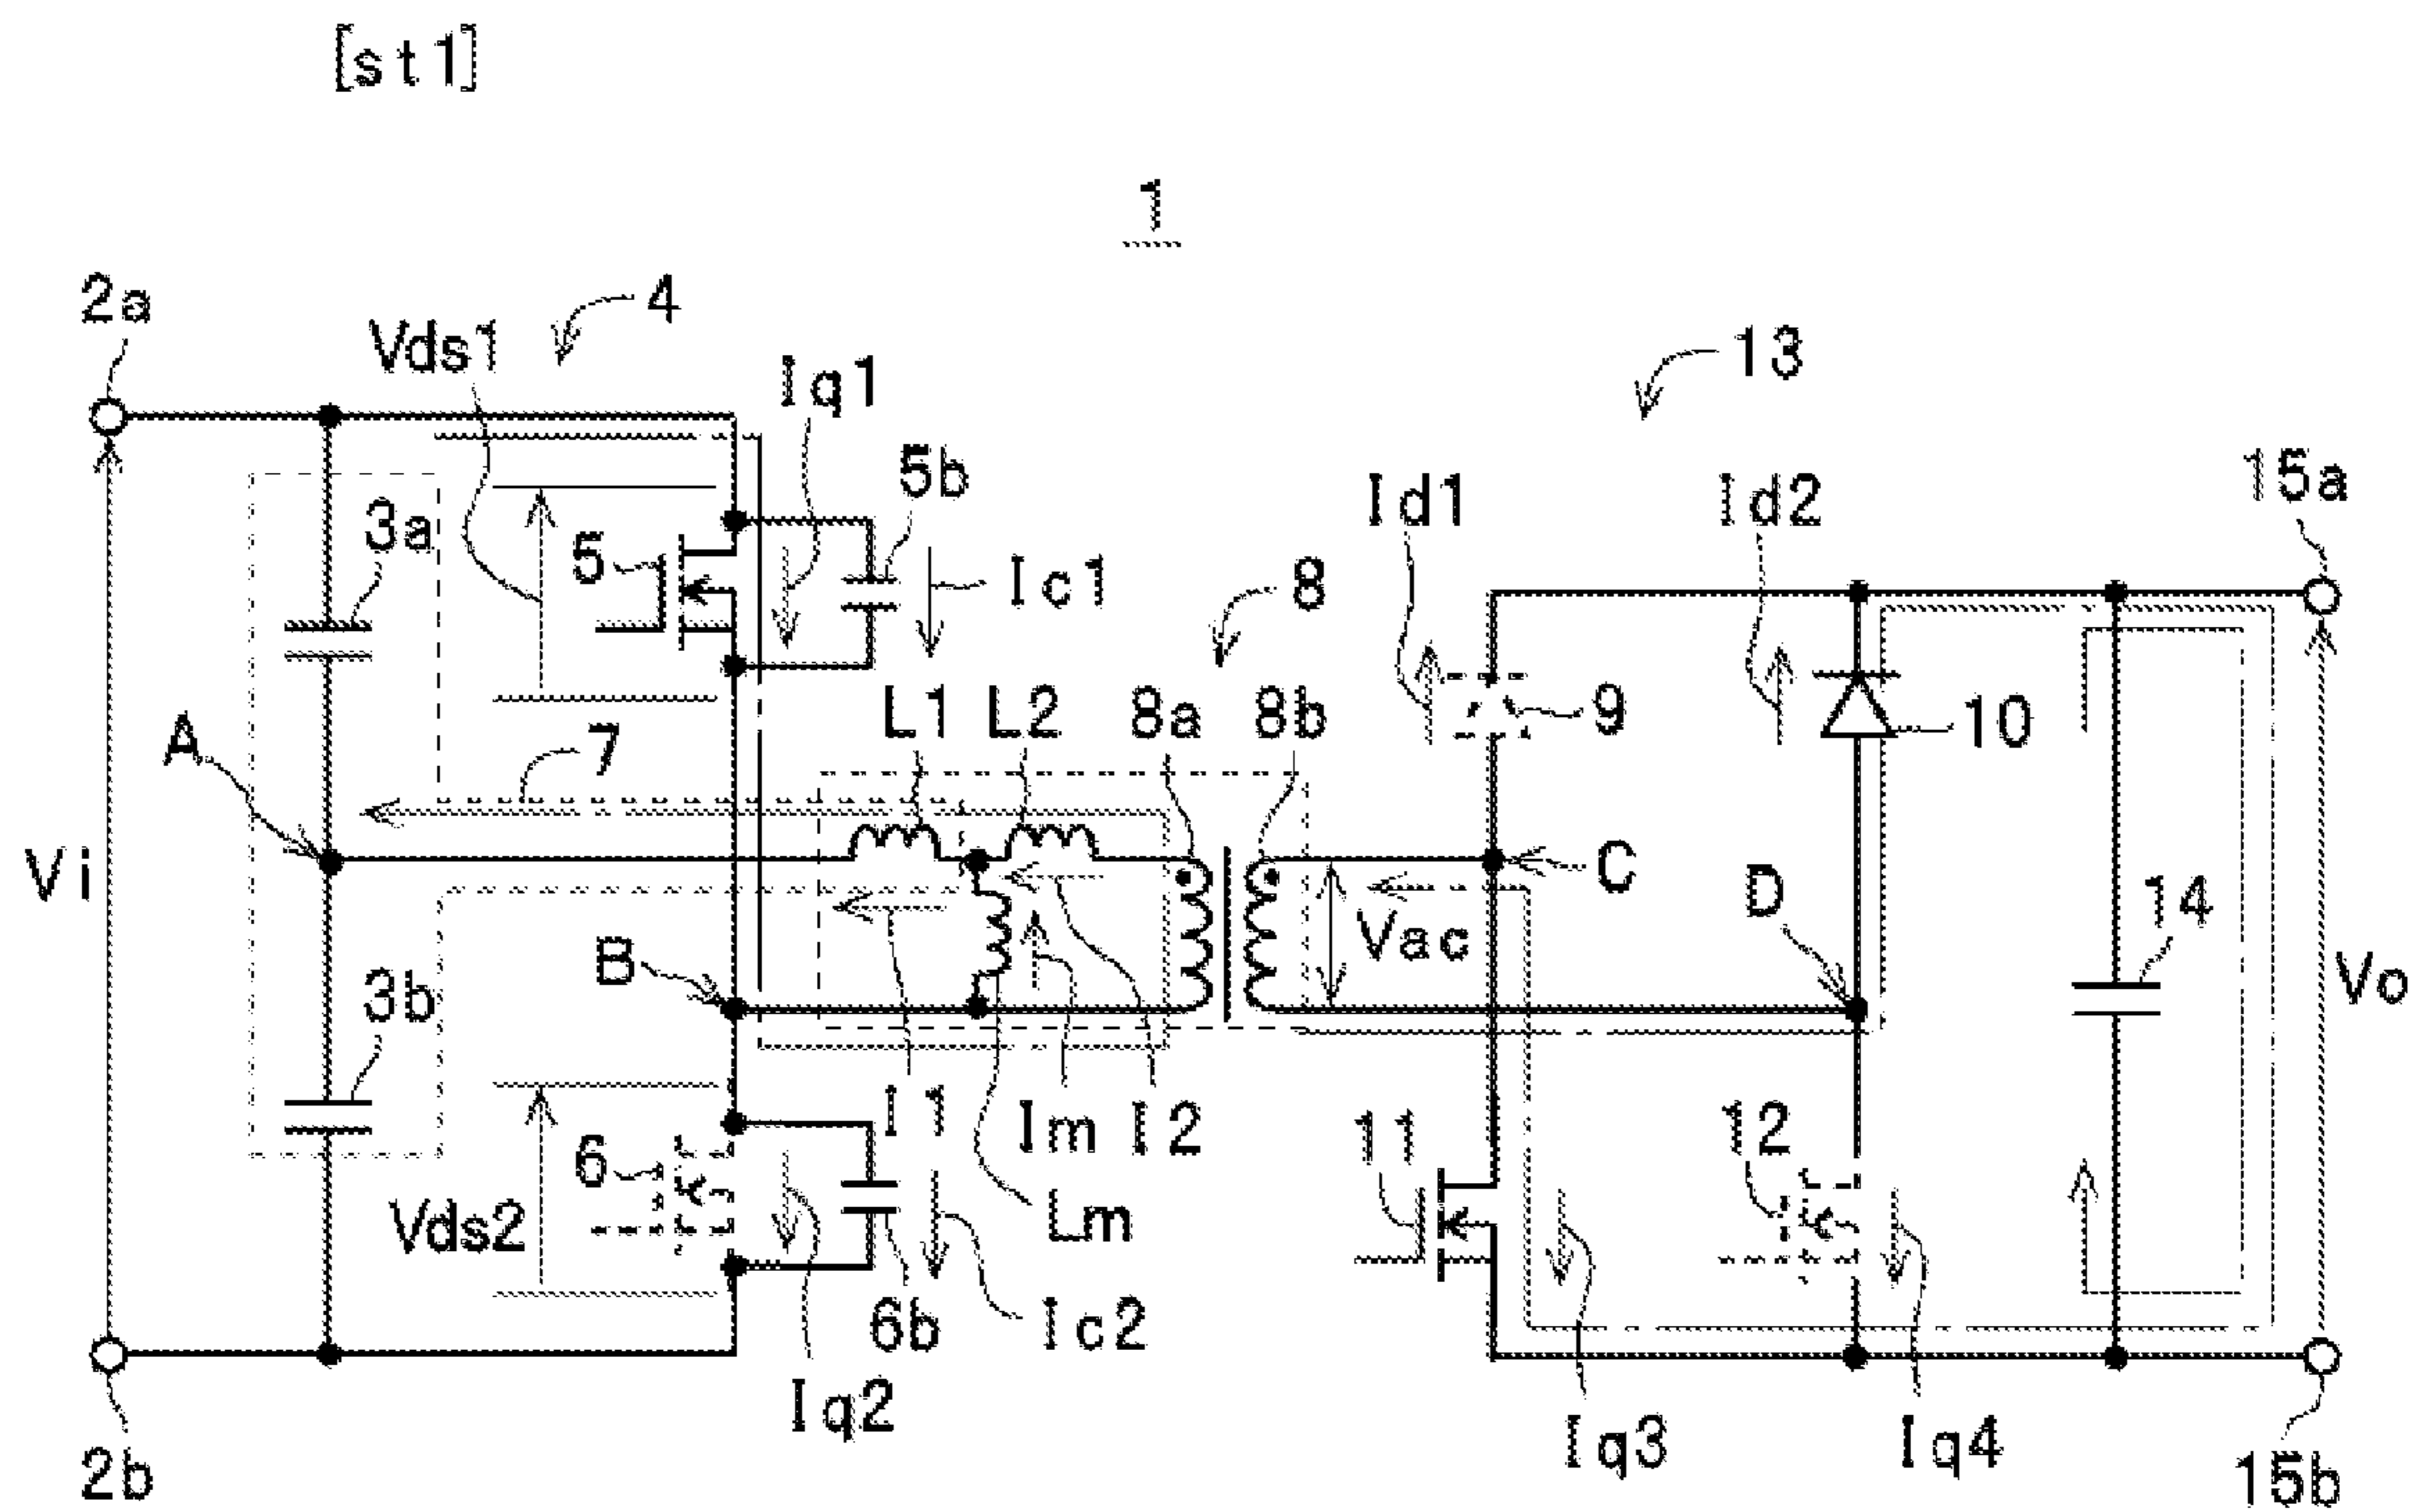 [st1]
1
2a
Vds1
4
Iq1
13
5b
Id1
Id2
15a
3a
5
Ic1
8
A
7
L1
L2
8a
8b
9
10
Vi
C
B
Vac
D
14
3b
Vo
I1
Im
I2
6
11
12
Vds2
Lm
6b
Ic2
Iq2
Iq3
Iq4
2b
15b